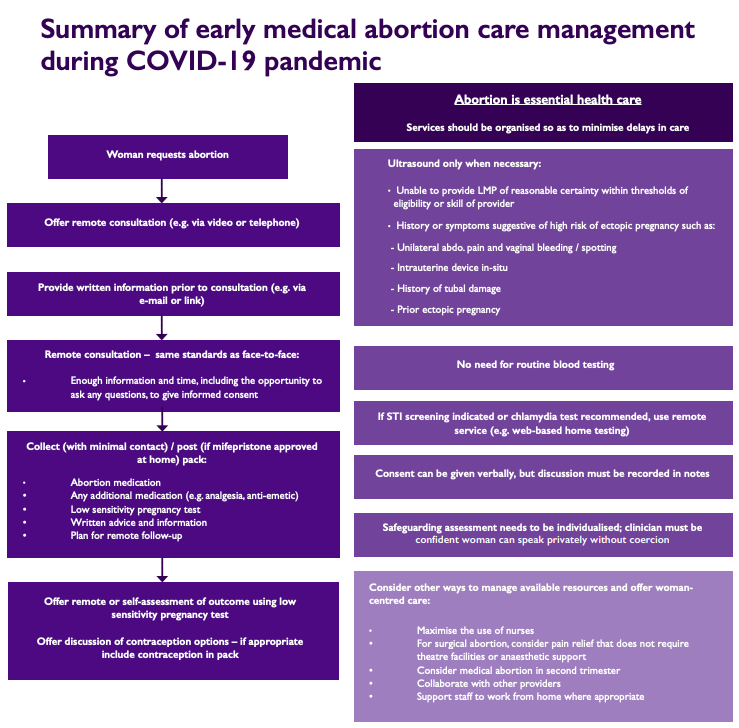 Summary of early medical abortion care management
during COVID-19 pandemic
Woman requests abortion
Offer remote consultation (e.g. via video or telephone)
Provide written information prior to consultation (e.g. via
e-mail or link)
Remote consultation – same standards as face-to-face:
• Enough information and time, including the opportunity to
ask any questions, to give informed consent
Collect (with minimal contact) / post (if mifepristone approved
at home) pack:
• Abortion medication
• Any additional medication (e.g. analgesia, anti-emetic)
• Low sensitivity pregnancy test
• Written advice and information
• Plan for remote follow-up
Offer remote or self-assessment of outcome using low
sensitivity pregnancy test
Offer discussion of contraception options – if appropriate
include contraception in pack
Abortion is essential health care
Services should be organised so as to minimise delays in care
Ultrasound only when necessary:
• Unable to provide LMP of reasonable certainty within thresholds of
eligibility or skill of provider
• History or symptoms suggestive of high risk of ectopic pregnancy such as:
- Unilateral abdo. pain and vaginal bleeding / spotting
- Intrauterine device in-situ
- History of tubal damage
- Prior ectopic pregnancy
No need for routine blood testing
If STI screening indicated or chlamydia test recommended, use remote
service (e.g. web-based home testing)
Consent can be given verbally, but discussion must be recorded in notes
Safeguarding assessment needs to be individualised; clinician must be
confident woman can speak privately without coercion
Consider other ways to manage available resources and offer woman-
centred care:
• Maximise the use of nurses
• For surgical abortion, consider pain relief that does not require
theatre facilities or anaesthetic support
• Consider medical abortion in second trimester
• Collaborate with other providers
• Support staff to work from home where appropriate